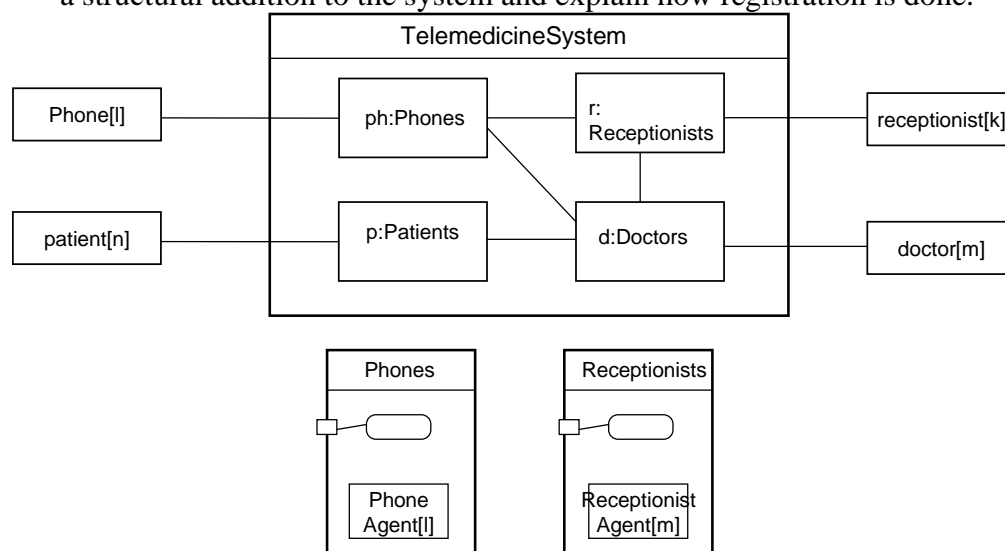 a structural addition to the system and explain how registration is done.
TelemedicineSystem
Phone[l]
ph:Phones
r:
Receptionists
receptionist[k]
patient[n]
p:Patients
d:Doctors
doctor[m]
Phones
Receptionists
Phone
Agent[l]
Receptionist
Agent[m]